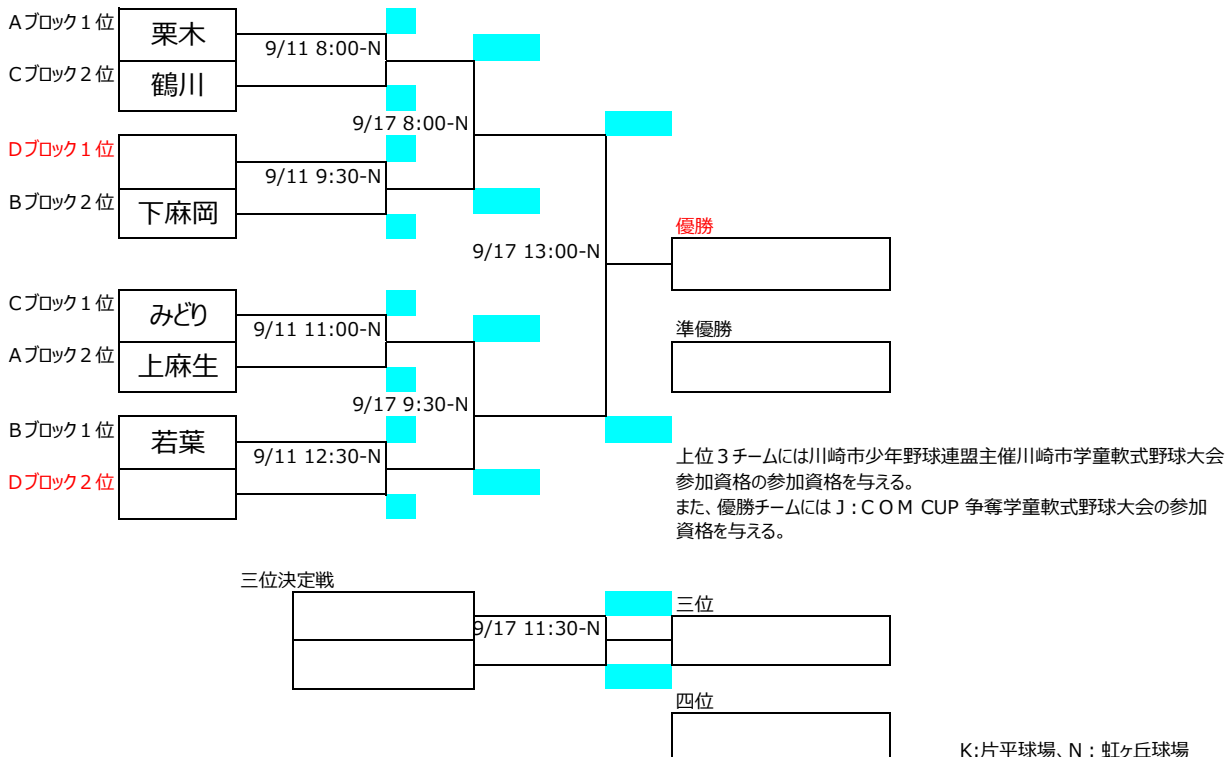 Aブロック１位
栗木
9/11 8:00-N
Cブロック２位
鶴川
9/17 8:00-N
Dブロック１位
9/11 9:30-N
Bブロック２位
下麻岡
9/17 13:00-N
優勝
Cブロック１位
みどり
9/11 11:00-N
準優勝
Aブロック２位
上麻生
9/17 9:30-N
Bブロック１位
若葉
9/11 12:30-N
Dブロック２位
上位３チームには川崎市少年野球連盟主催川崎市学童軟式野球大会
参加資格の参加資格を与える。
また、優勝チームにはＪ：ＣＯＭ CUP 争奪学童軟式野球大会の参加
資格を与える。
三位決定戦
三位
9/17 11:30-N
四位
K:片平球場、N：虹ヶ丘球場